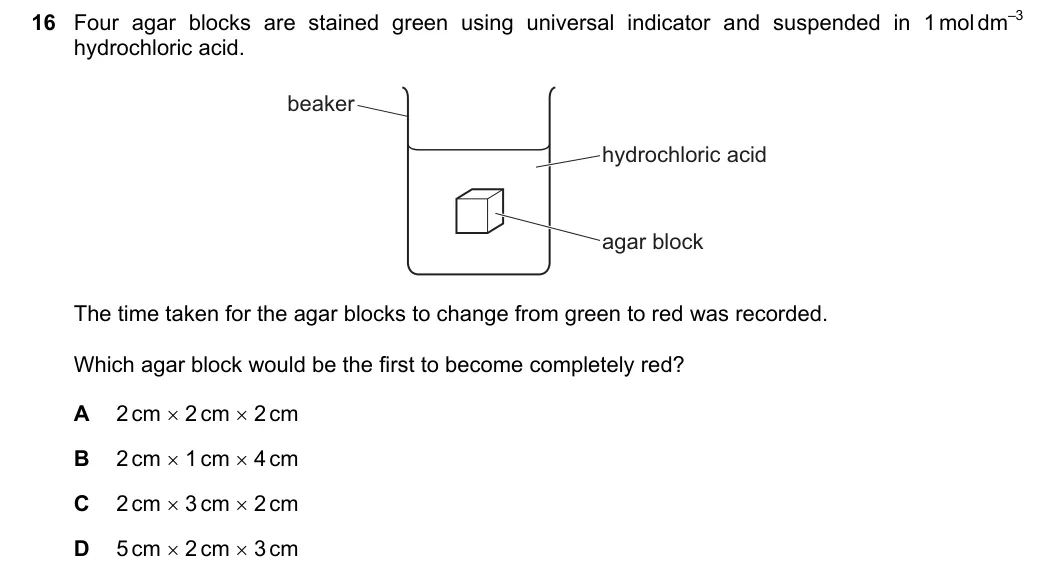 16 Four agar blocks are stained green using universal indicator and suspended in 1 mol dm⁻³
hydrochloric acid.
beaker
hydrochloric acid
agar block
The time taken for the agar blocks to change from green to red was recorded.
Which agar block would be the first to become completely red?
A 2 cm × 2 cm × 2 cm
B 2 cm × 1 cm × 4 cm
C 2 cm × 3 cm × 2 cm
D 5 cm × 2 cm × 3 cm